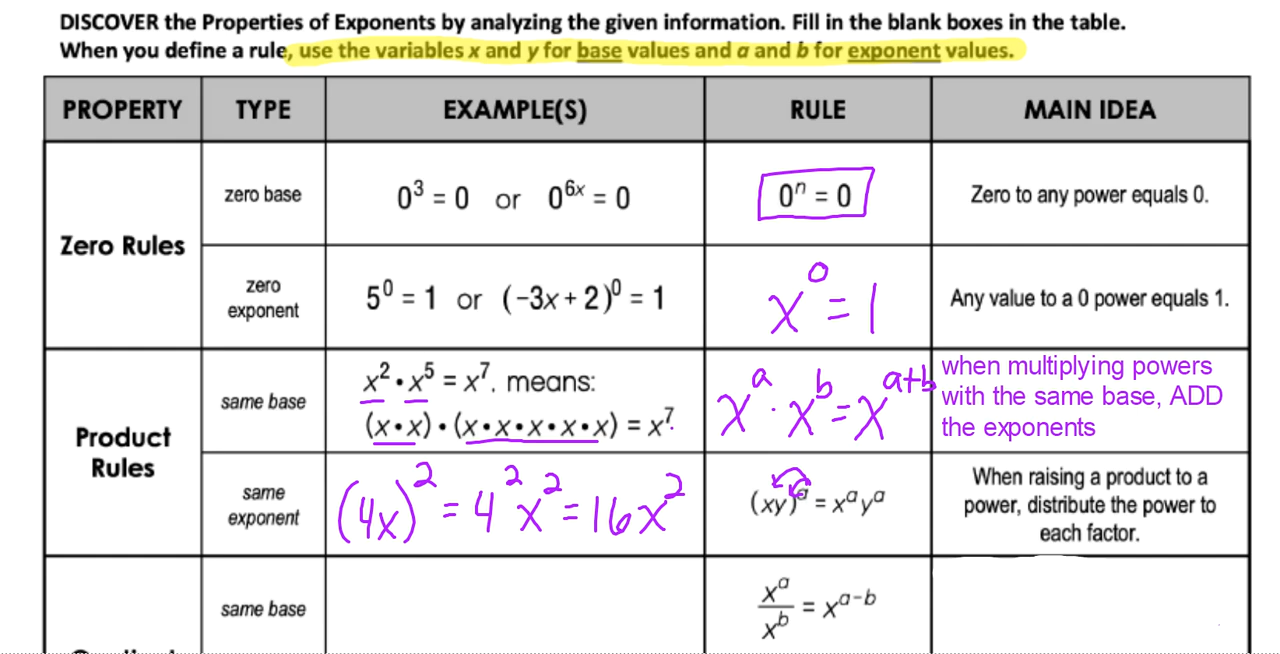 DISCOVER the Properties of Exponents by analyzing the given information. Fill in the blank boxes in the table.
When you define a rule, use the variables x and y for base values and a and b for exponent values.
PROPERTY TYPE EXAMPLE(S) RULE MAIN IDEA
Zero Rules
zero base
0³ = 0 or 0⁶ˣ = 0
0ⁿ = 0
Zero to any power equals 0.
zero
exponent
5⁰ = 1 or (-3x + 2)⁰ = 1
x⁰ = 1
Any value to a 0 power equals 1.
Product
Rules
same base
x² • x⁵ = x⁷, means:
(x•x) • (x•x•x•x•x) = x⁷.
xᵃ · xᵇ = xᵃ⁺ᵇ
when multiplying powers
with the same base, ADD
the exponents
same
exponent
(4x)² = 4²x² = 16x²
(xy)ᵃ = xᵃyᵃ
When raising a product to a
power, distribute the power to
each factor.
same base
xᵃ/xᵇ = xᵃ⁻ᵇ